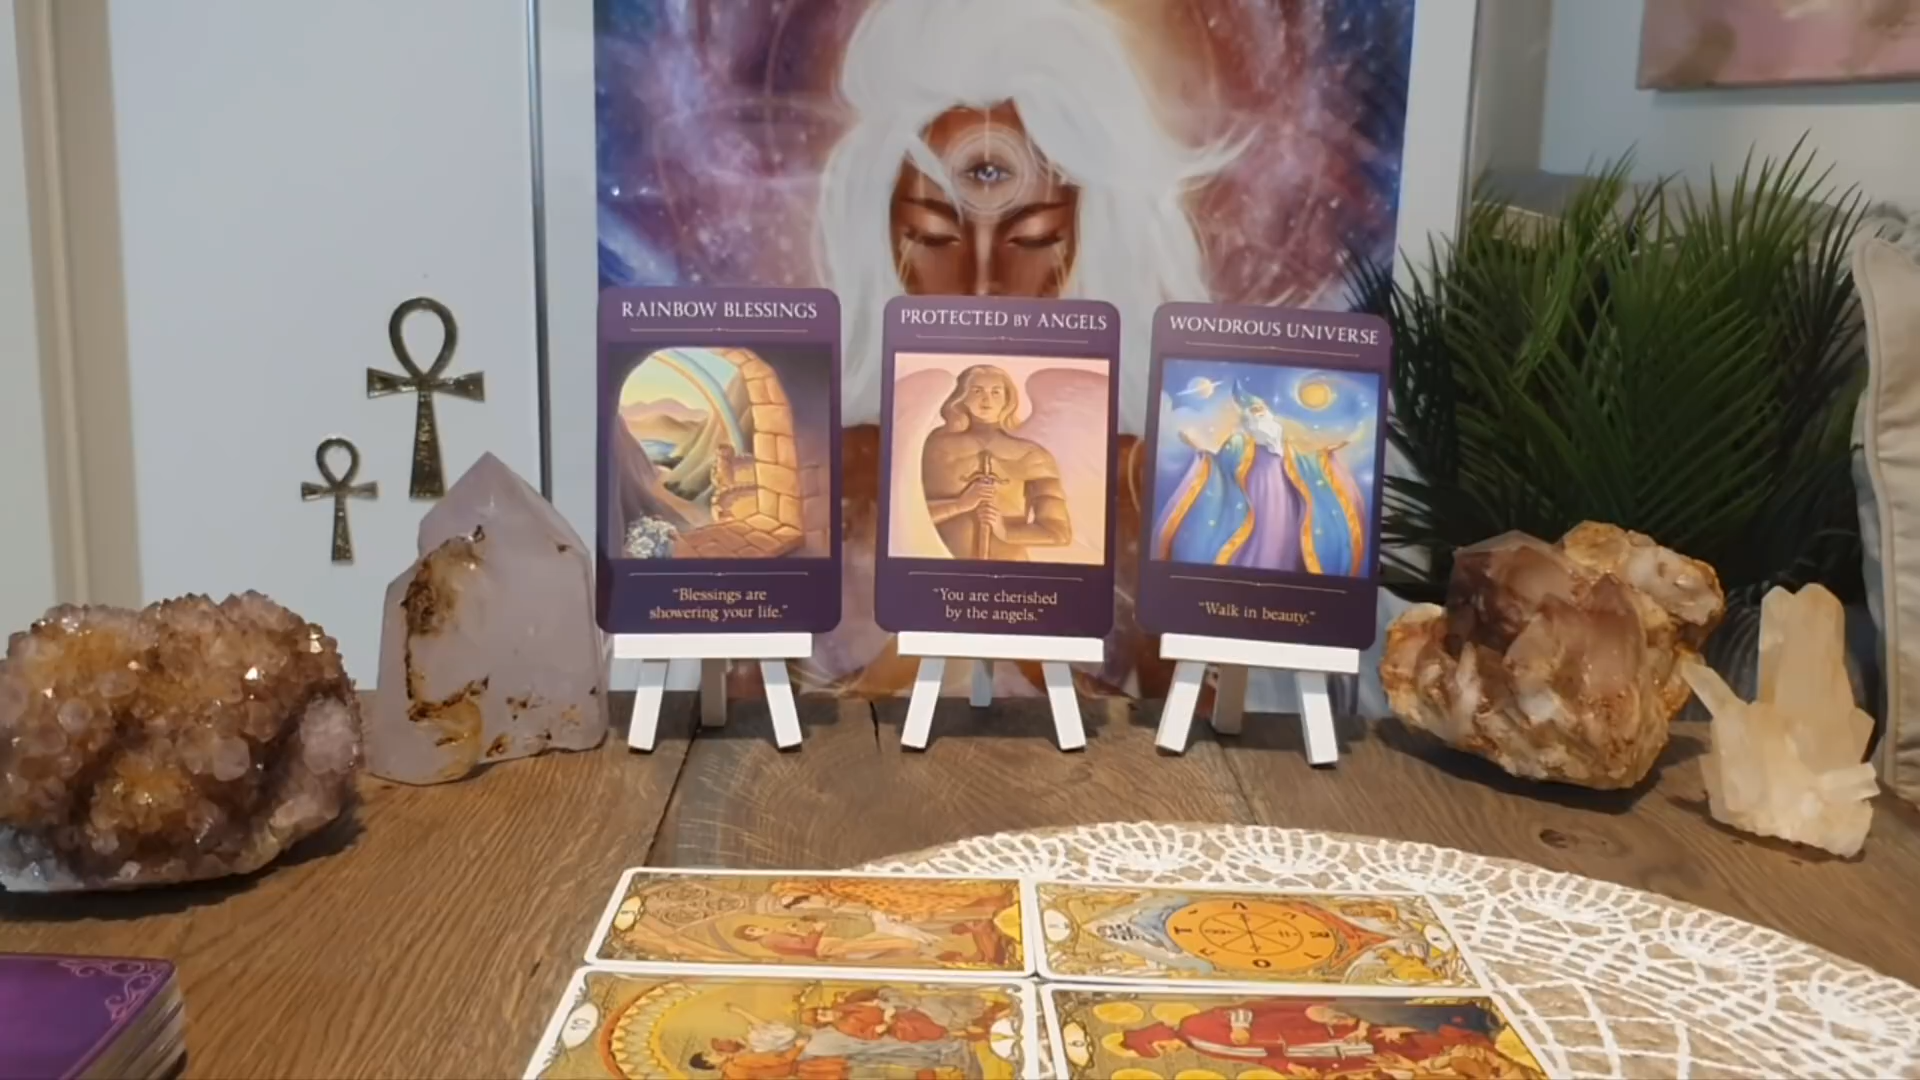 RAINBOW BLESSINGS
"Blessings are
showering your life."
PROTECTED BY ANGELS
"You are cherished
by the angels."
WONDROUS UNIVERSE
"Walk in beauty."